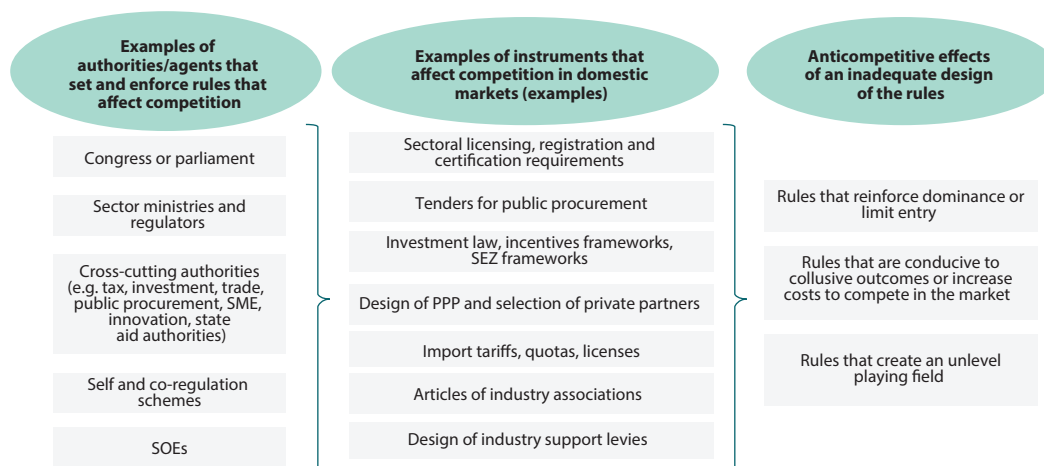 Examples of
authorities/agents that
set and enforce rules that
affect competition
Congress or parliament
Sector ministries and
regulators
Cross-cutting authorities
(e.g. tax, investment, trade,
public procurement, SME,
innovation, state
aid authorities)
Self and co-regulation
schemes
SOEs
Examples of instruments that
affect competition in domestic
markets (examples)
Sectoral licensing, registration and
certification requirements
Tenders for public procurement
Investment law, incentives frameworks,
SEZ frameworks
Design of PPP and selection of private partners
Import tariffs, quotas, licenses
Articles of industry associations
Design of industry support levies
Anticompetitive effects
of an inadequate design
of the rules
Rules that reinforce dominance or
limit entry
Rules that are conducive to
collusive outcomes or increase
costs to compete in the market
Rules that create an unlevel
playing field